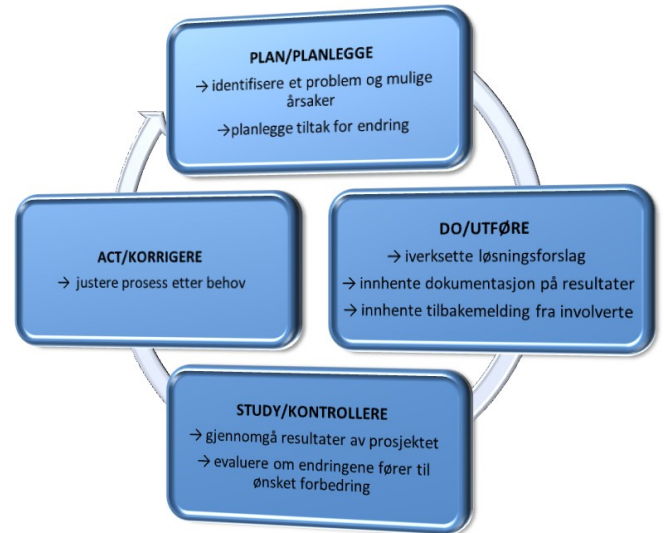 PLAN/PLANLEGGE
→ identifisere et problem og mulige
årsaker
→planlegge tiltak for endring
DO/UTFØRE
→ iverksette løsningsforslag
→ innhente dokumentasjon på resultater
→ innhente tilbakemelding fra involverte
STUDY/KONTROLLERE
→ gjennomgå resultater av prosjektet
→ evaluere om endringene fører til
ønsket forbedring
ACT/KORRIGERE
→ justere prosess etter behov